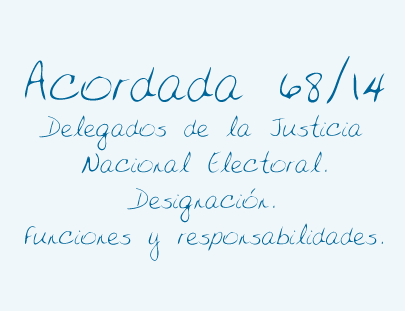 Acordada 68/14
Delegados de la Justicia
Nacional Electoral.
Designación.
Funciones y responsabilidades.